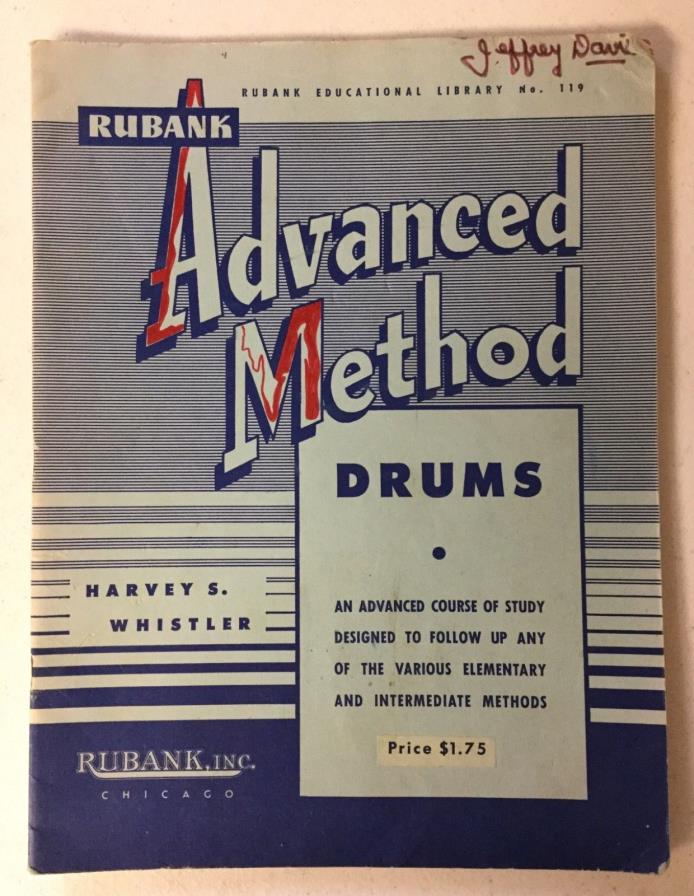 Jeffrey Davis
RUBANK EDUCATIONAL LIBRARY No. 119
RUBANK
Advanced
Method
DRUMS
HARVEY S.
WHISTLER
AN ADVANCED COURSE OF STUDY
DESIGNED TO FOLLOW UP ANY
OF THE VARIOUS ELEMENTARY
AND INTERMEDIATE METHODS
Price $1.75
RUBANK, INC.
CHICAGO